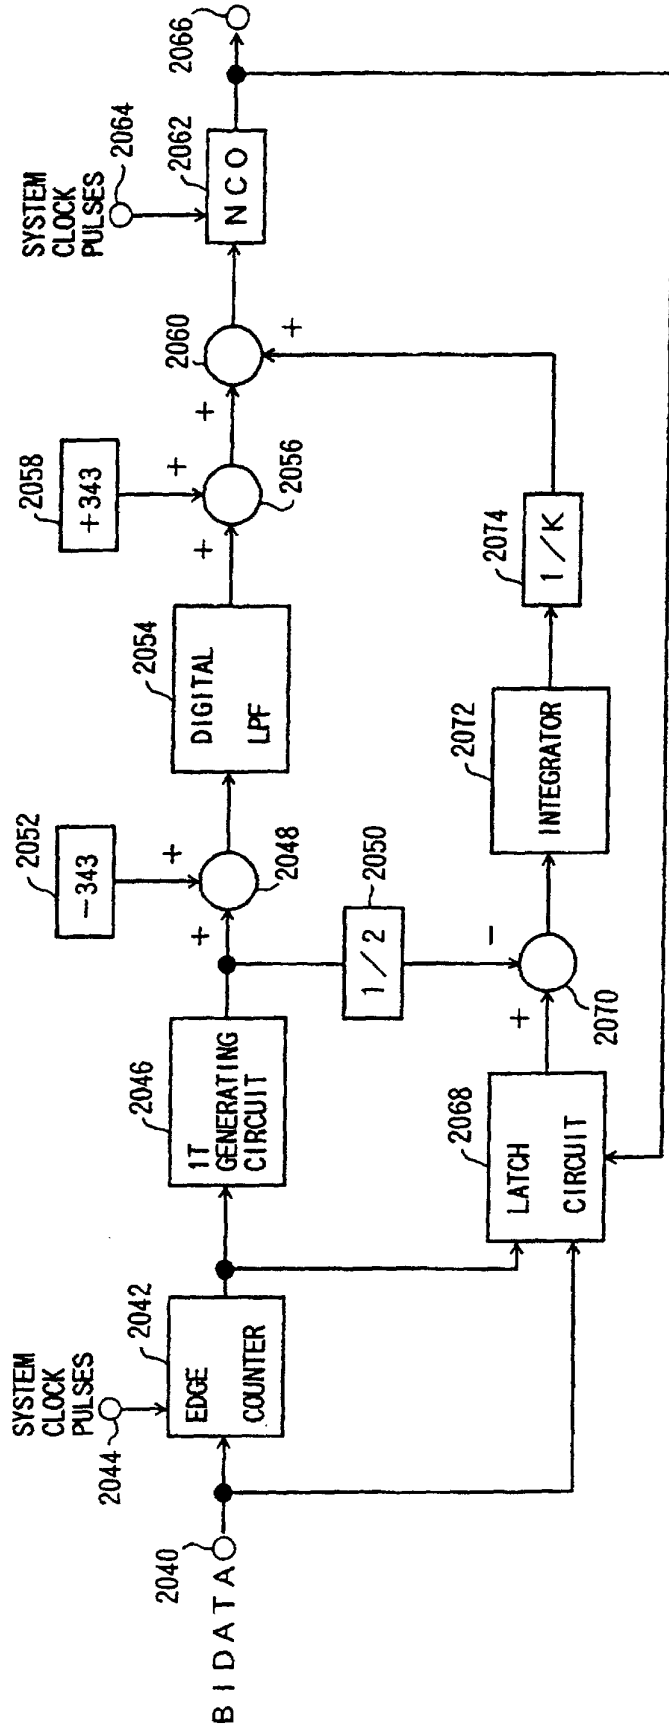 BIDATA
2040
SYSTEM
CLOCK
PULSES
2044
2042
EDGE
COUNTER
2046
1T
GENERATING
CIRCUIT
2052
−343
+
+
2048
2050
1/2
2054
DIGITAL
LPF
2058
+343
+
+
2056
+
2060
+
SYSTEM
CLOCK
PULSES
2064
2062
NCO
2066
2068
LATCH
CIRCUIT
+
-
2070
2072
INTEGRATOR
2074
1/K